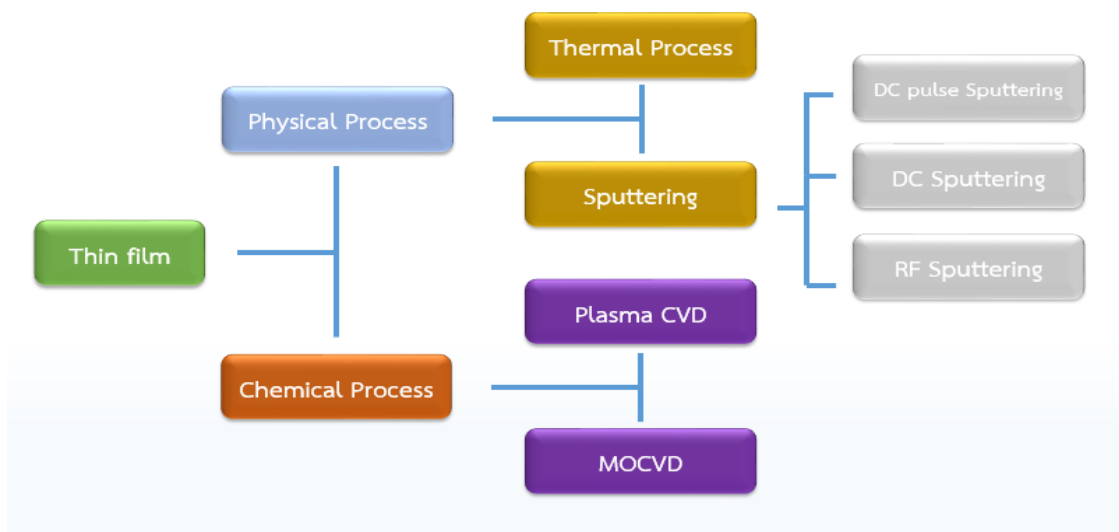 Thermal Process
DC pulse Sputtering
Physical Process
DC Sputtering
Sputtering
Thin film
RF Sputtering
Plasma CVD
Chemical Process
MOCVD